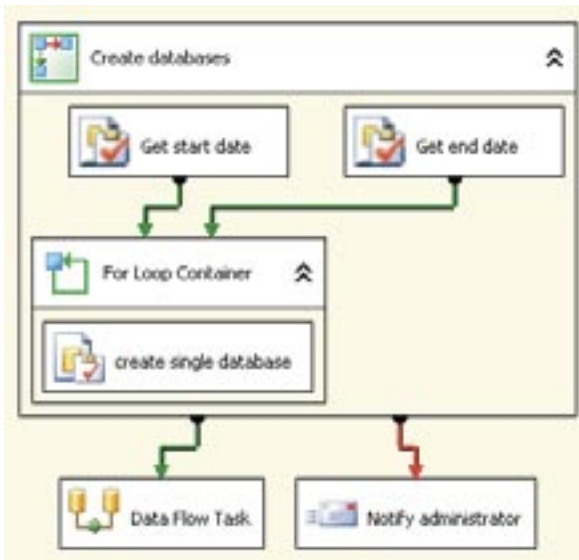 Create databases
Get start date
Get end date
For Loop Container
create single database
Data Flow Task
Notify administrator